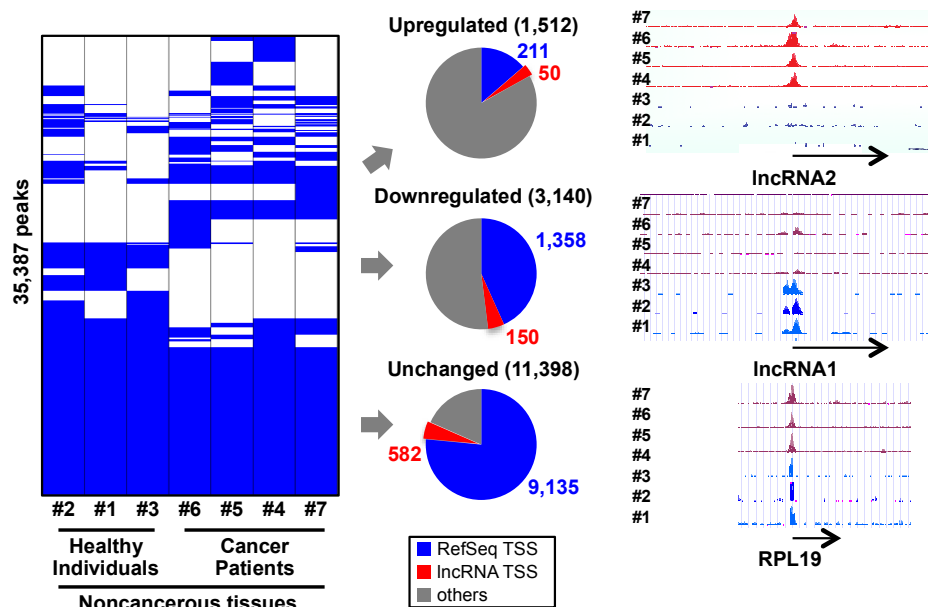 35,387 peaks
#2 #1 #3 #6 #5 #4 #7
Healthy Individuals
Cancer Patients
Noncancerous tissues
Upregulated (1,512)
211
50
Downregulated (3,140)
1,358
150
Unchanged (11,398)
582
9,135
RefSeq TSS
lncRNA TSS
others
#7
#6
#5
#4
#3
#2
#1
lncRNA2
#7
#6
#5
#4
#3
#2
#1
lncRNA1
#7
#6
#5
#4
#3
#2
#1
RPL19